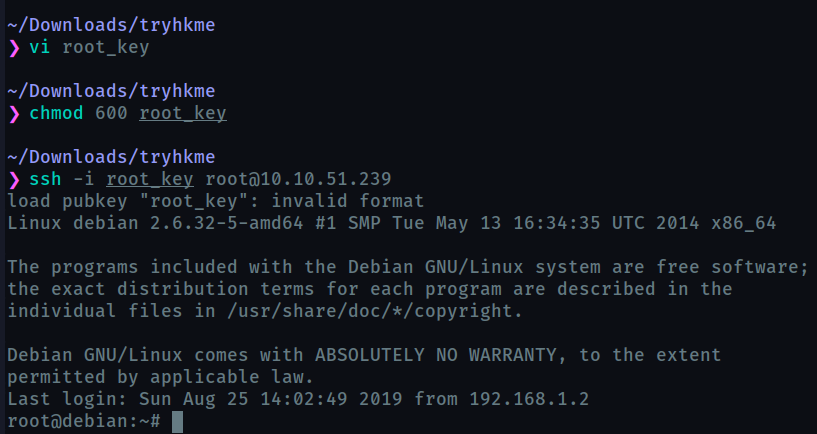 ~/Downloads/tryhkme
❯ vi root_key
~/Downloads/tryhkme
❯ chmod 600 root_key
~/Downloads/tryhkme
❯ ssh -i root_key root@10.10.51.239
load pubkey "root_key": invalid format
Linux debian 2.6.32-5-amd64 #1 SMP Tue May 13 16:34:35 UTC 2014 x86_64
The programs included with the Debian GNU/Linux system are free software;
the exact distribution terms for each program are described in the
individual files in /usr/share/doc/*/copyright.
Debian GNU/Linux comes with ABSOLUTELY NO WARRANTY, to the extent
permitted by applicable law.
Last login: Sun Aug 25 14:02:49 2019 from 192.168.1.2
root@debian:~#